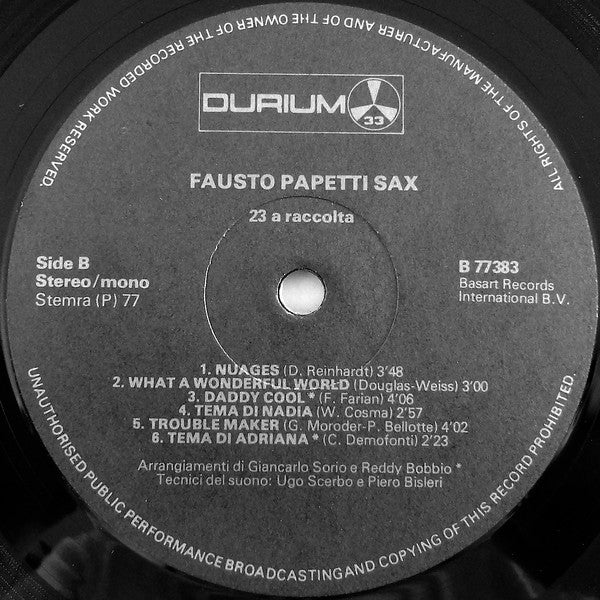 ALL RIGHTS OF THE MANUFACTURER AND OF THE OWNER OF THE RECORDED WORK RESERVED.
DURIUM 33
FAUSTO PAPETTI SAX
23 a raccolta
Side B
Stereo/mono
Stemra (P) 77
B 77383
Basart Records
International B.V.
1. NUAGES (D. Reinhardt) 3'48
2. WHAT A WONDERFUL WORLD (Douglas-Weiss) 3'00
3. DADDY COOL * (F. Farian) 4'06
4. TEMA DI NADIA (W. Cosma) 2'57
5. TROUBLE MAKER (G. Moroder-P. Bellotte) 4'02
6. TEMA DI ADRIANA * (C. Demofonti) 2'23
Arrangiamenti di Giancarlo Sorio e Reddy Bobbio *
Tecnici del suono: Ugo Scerbo e Piero Bisleri
UNAUTHORISED PUBLIC PERFORMANCE BROADCASTING AND COPYING OF THIS RECORD PROHIBITED.